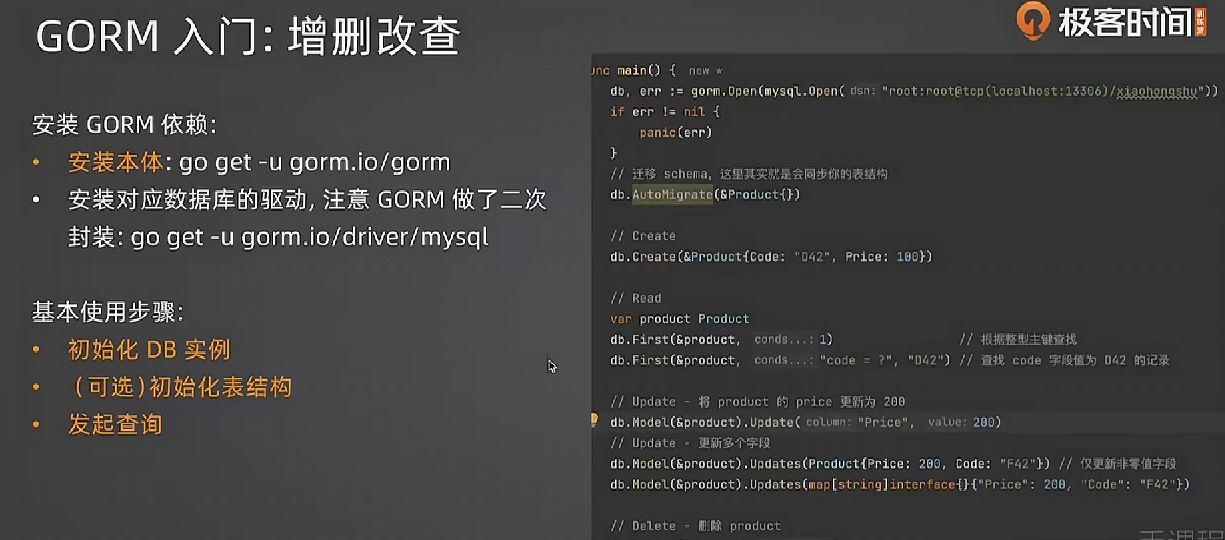 GORM 入门：增删改查
极客时间
训练营
安装 GORM 依赖：
• 安装本体：go get -u gorm.io/gorm
• 安装对应数据库的驱动，注意 GORM 做了二次
封装：go get -u gorm.io/driver/mysql
基本使用步骤：
• 初始化 DB 实例
• （可选）初始化表结构
• 发起查询
unc main() { new *
db, err := gorm.Open(mysql.Open( dsn: "root:root@tcp(localhost:13306)/xiaohongshu"))
if err != nil {
panic(err)
}
// 迁移 schema，这里其实就是会同步你的表结构
db.AutoMigrate(&Product{})
// Create
db.Create(&Product{Code: "D42", Price: 100})
// Read
var product Product
db.First(&product, conds...: 1) // 根据整型主键查找
db.First(&product, conds...: "code = ?", "D42") // 查找 code 字段值为 D42 的记录
// Update - 将 product 的 price 更新为 200
db.Model(&product).Update( column: "Price", value: 200)
// Update - 更新多个字段
db.Model(&product).Updates(Product{Price: 200, Code: "F42"}) // 仅更新非零值字段
db.Model(&product).Updates(map[string]interface{}{"Price": 200, "Code": "F42"})
// Delete - 删除 product